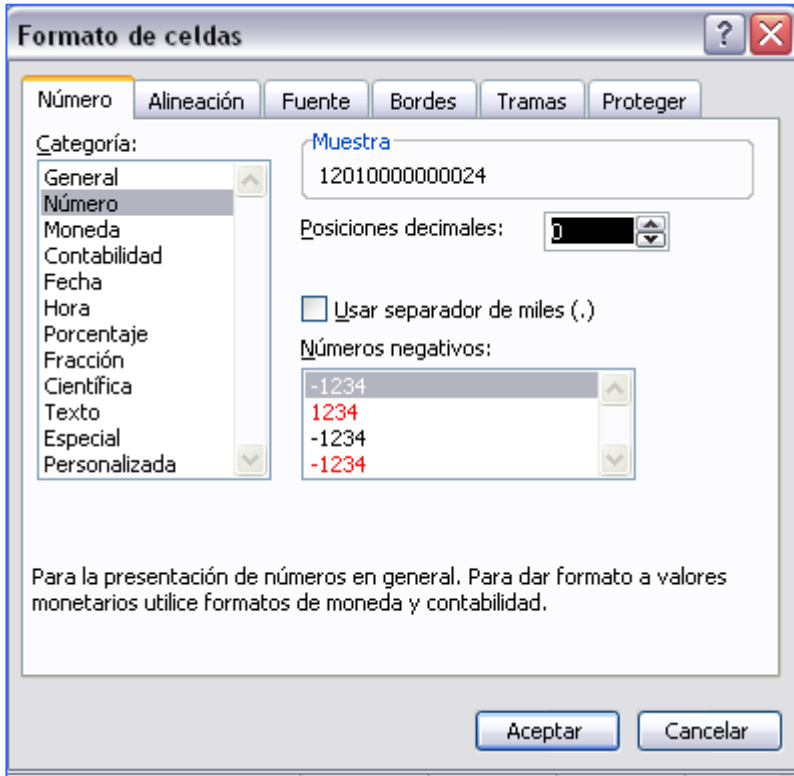 Formato de celdas
Número Alineación Fuente Bordes Tramas Proteger
Categoría:
General
Número
Moneda
Contabilidad
Fecha
Hora
Porcentaje
Fracción
Científica
Texto
Especial
Personalizada
Muestra
12010000000024
Posiciones decimales: 0
Usar separador de miles (.)
Números negativos:
-1234
1234
-1234
-1234
Para la presentación de números en general. Para dar formato a valores
monetarios utilice formatos de moneda y contabilidad.
Aceptar Cancelar